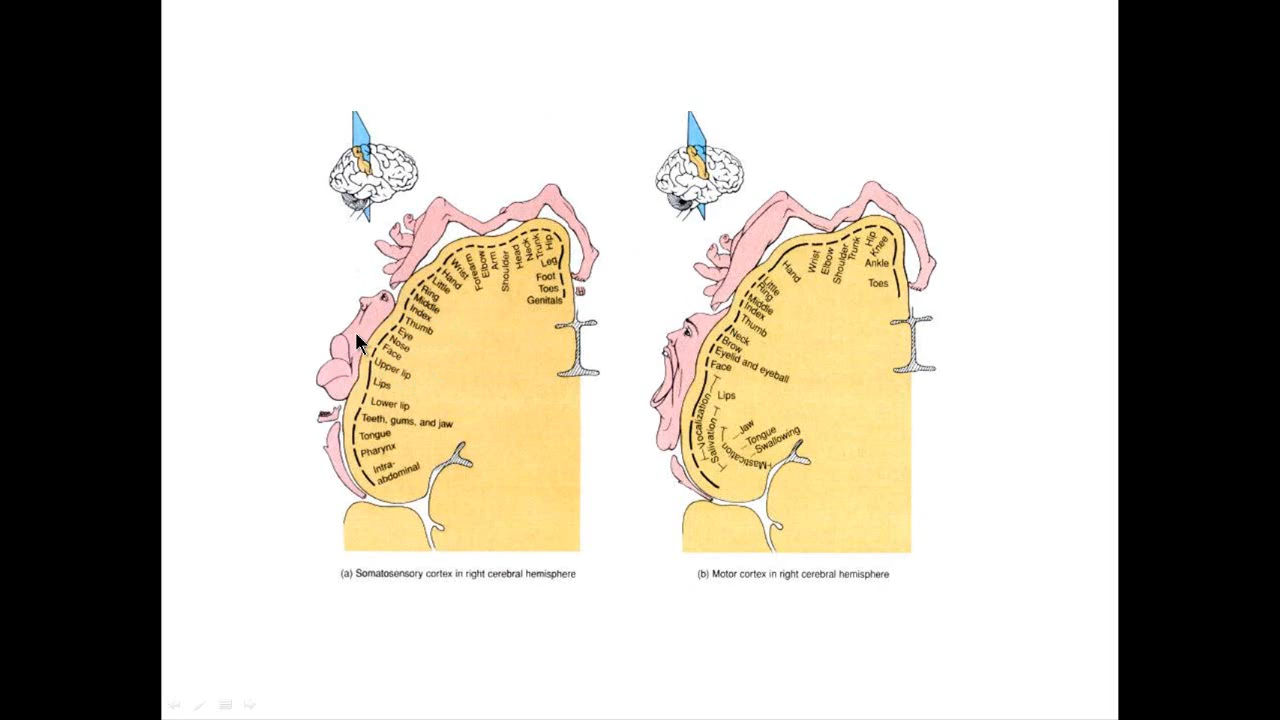 Hip
Trunk
Neck
Head
Shoulder
Arm
Elbow
Forearm
Wrist
Hand
Little
Ring
Middle
Index
Thumb
Eye
Nose
Face
Upper lip
Lips
Lower lip
Teeth, gums, and jaw
Tongue
Pharynx
Intra-
abdominal
Leg
Foot
Toes
Genitals
(a) Somatosensory cortex in right cerebral hemisphere
Hip
Knee
Trunk
Shoulder
Elbow
Wrist
Hand
Little
Ring
Middle
Index
Thumb
Neck
Brow
Eyelid and eyeball
Face
Lips
Vocalization
Salivation
Jaw
Tongue
Swallowing
Mastication
Ankle
Toes
(b) Motor cortex in right cerebral hemisphere